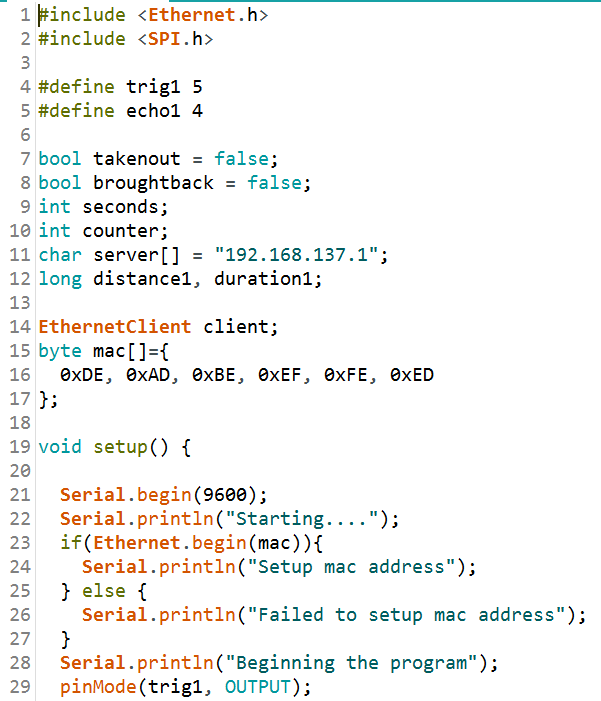 1 #include <Ethernet.h>
2 #include <SPI.h>
3
4 #define trig1 5
5 #define echo1 4
6
7 bool takenout = false;
8 bool broughtback = false;
9 int seconds;
10 int counter;
11 char server[] = "192.168.137.1";
12 long distance1, duration1;
13
14 EthernetClient client;
15 byte mac[]={
16   0xDE, 0xAD, 0xBE, 0xEF, 0xFE, 0xED
17 };
18
19 void setup() {
20
21   Serial.begin(9600);
22   Serial.println("Starting....");
23   if(Ethernet.begin(mac)){
24     Serial.println("Setup mac address");
25   } else {
26     Serial.println("Failed to setup mac address");
27   }
28   Serial.println("Beginning the program");
29   pinMode(trig1, OUTPUT);